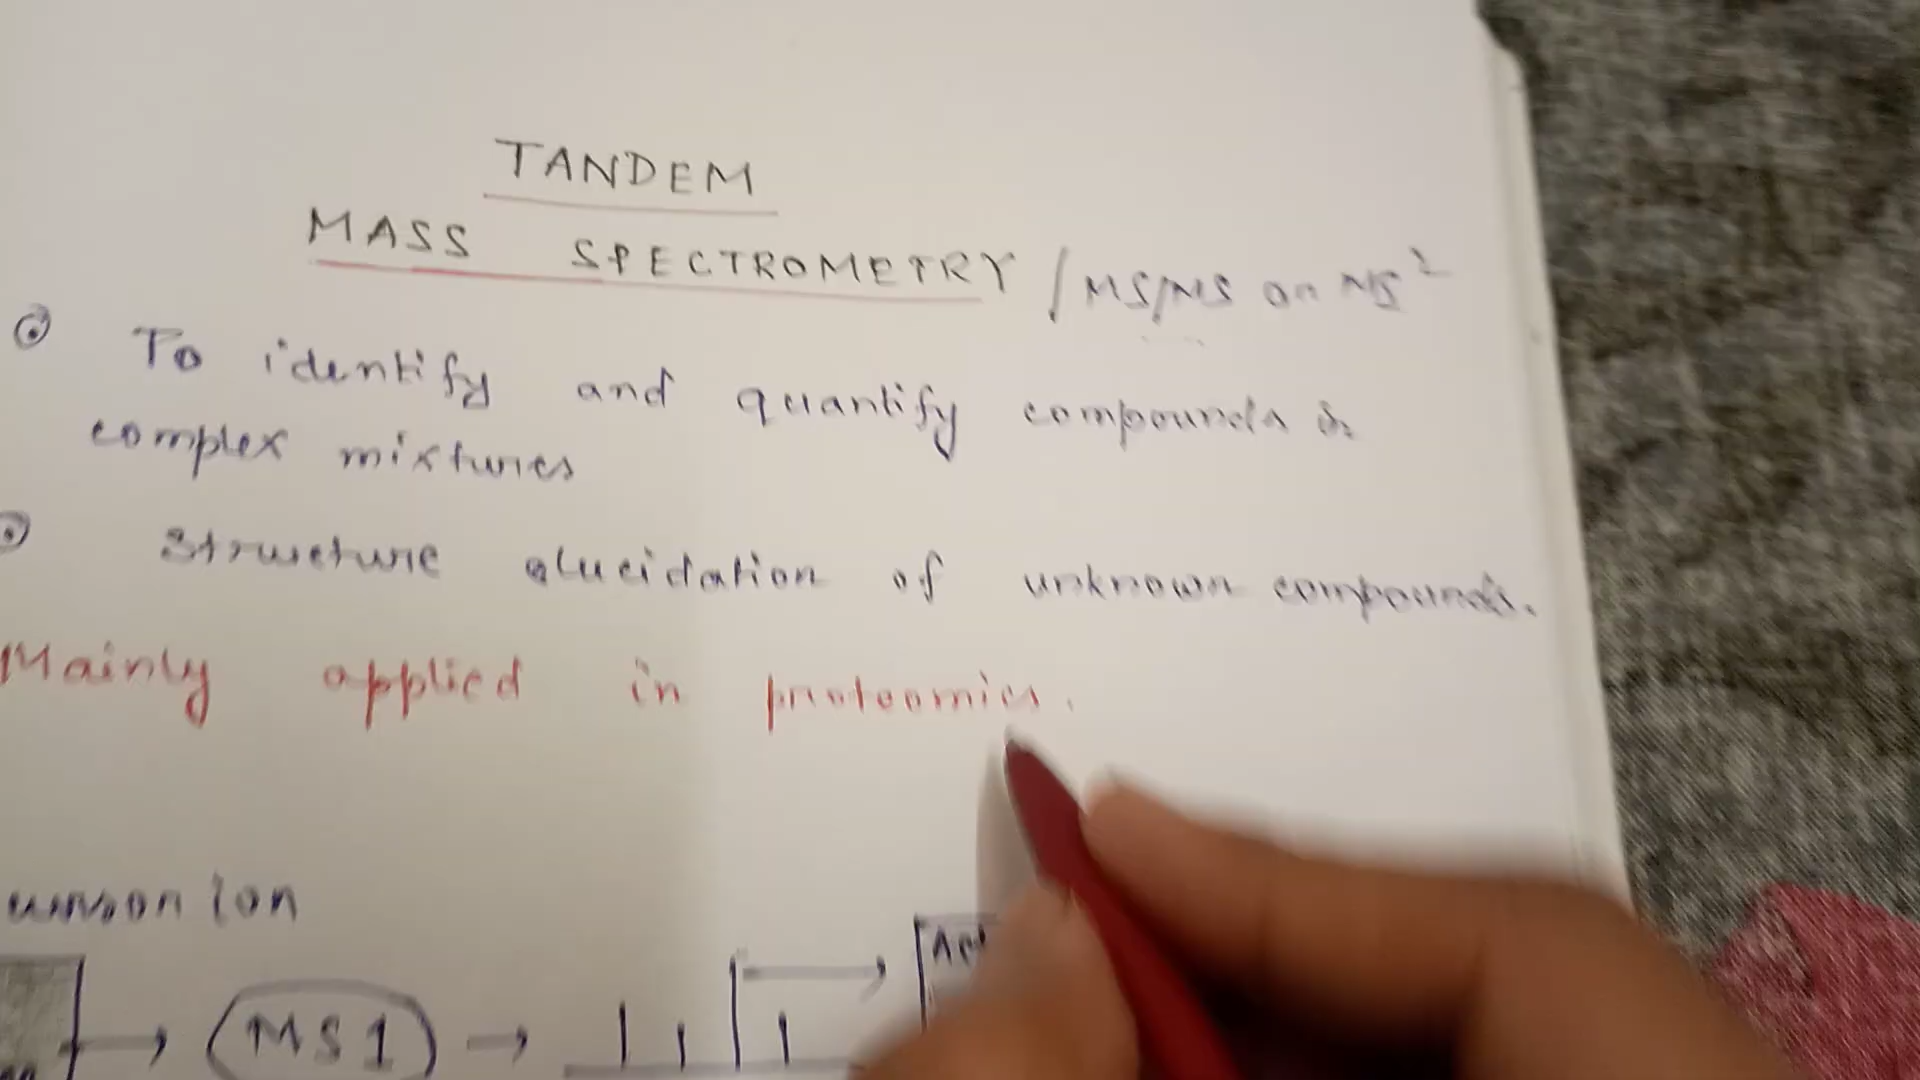 TANDEM
MASS SPECTROMETRY / MS/MS or MS²
To identify and quantify compounds in
complex mixtures
Structure elucidation of unknown compounds.
Mainly applied in proteomics.
ion
MS1